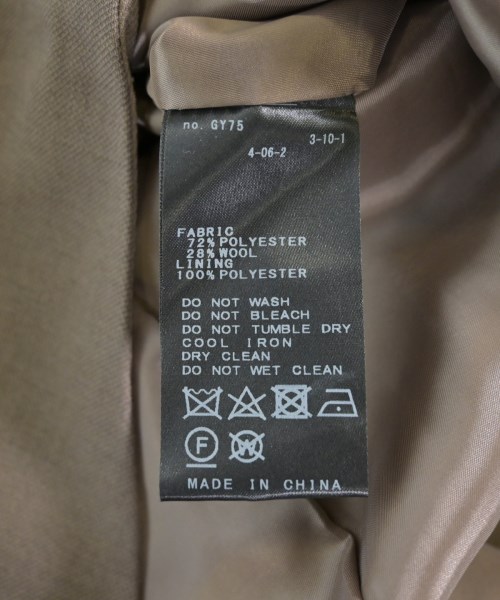 no. GY75
3-10-1
4-06-2
FABRIC
72% POLYESTER
28% WOOL
LINING
100% POLYESTER
DO NOT WASH
DO NOT BLEACH
DO NOT TUMBLE DRY
COOL IRON
DRY CLEAN
DO NOT WET CLEAN
F W
MADE IN CHINA